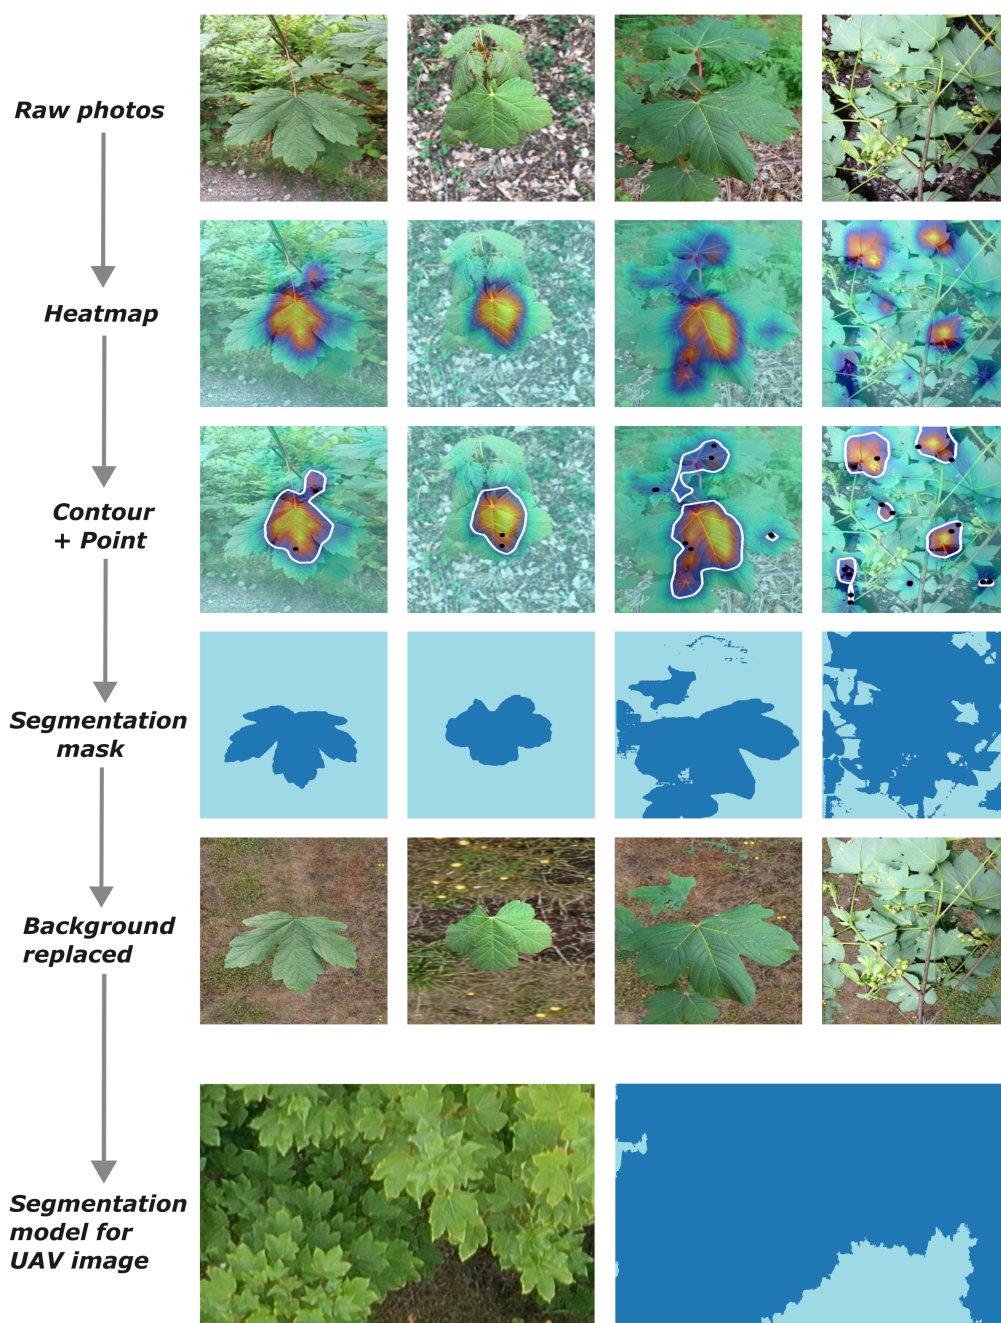 Raw photos
Heatmap
Contour
+ Point
Segmentation
mask
Background
replaced
Segmentation
model for
UAV image